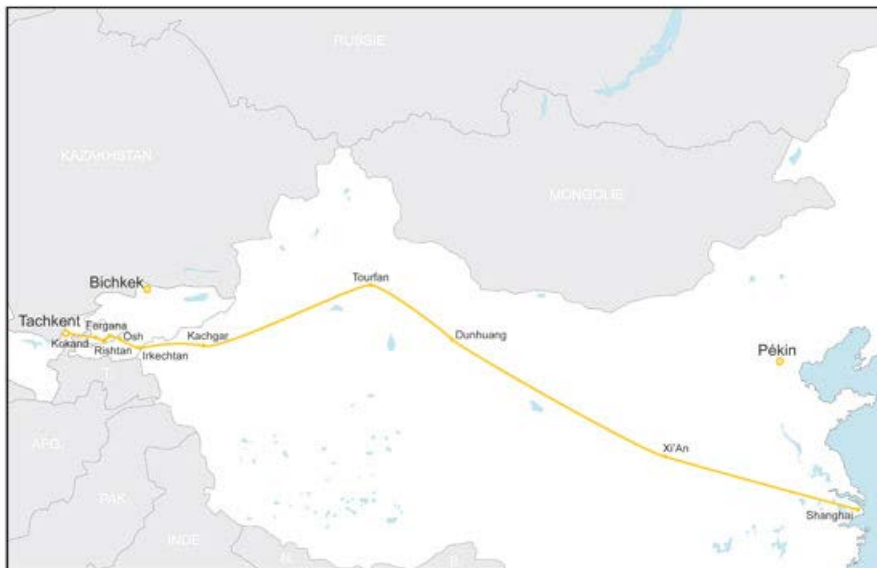 RUSSIE
KAZAKHSTAN
MONGOLIE
Bichkek
Tourfan
Tachkent
Fergana
Osh
Kachgar
Dunhuang
Kokand
Rishtan
Irkechtan
Pékin
T.
AFG.
Xi'An
PAK.
Shanghai
INDE
N.
B.